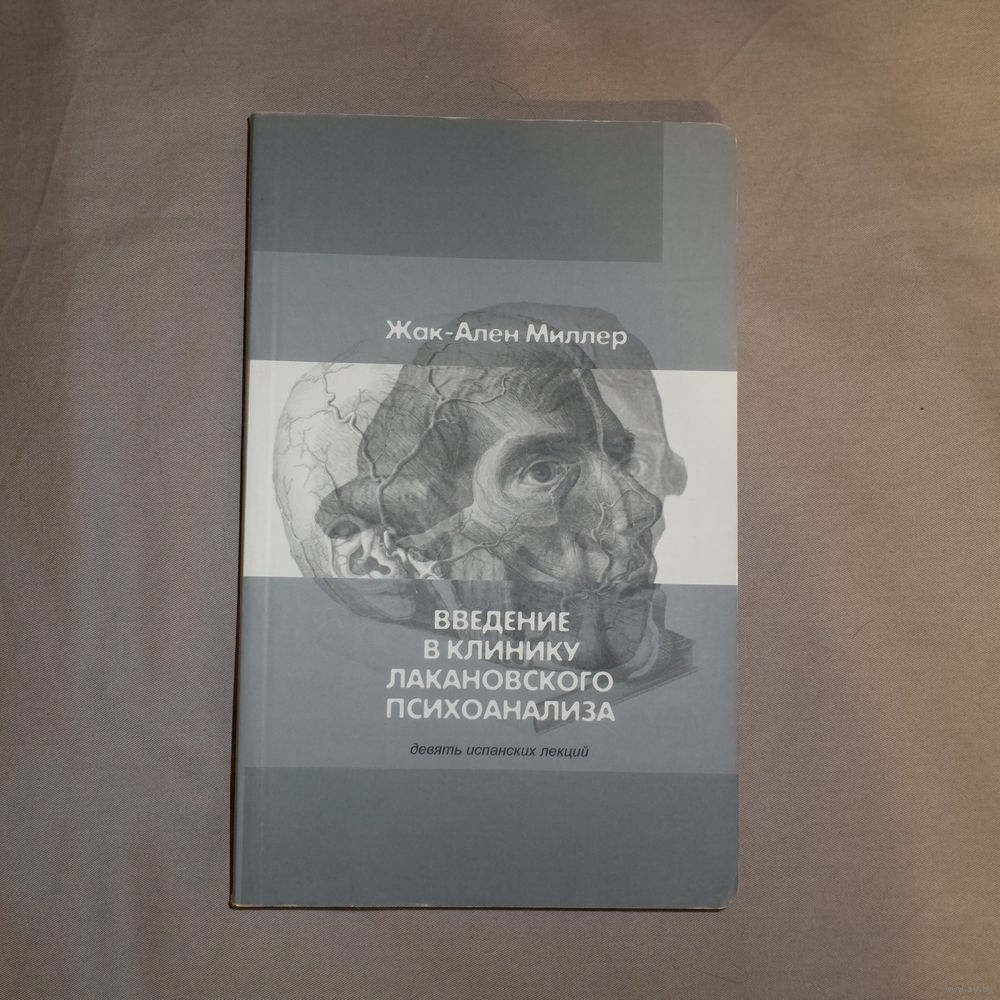 Жак-Ален Миллер
ВВЕДЕНИЕ
В КЛИНИКУ
ЛАКАНОВСКОГО
ПСИХОАНАЛИЗА
девять испанских лекций